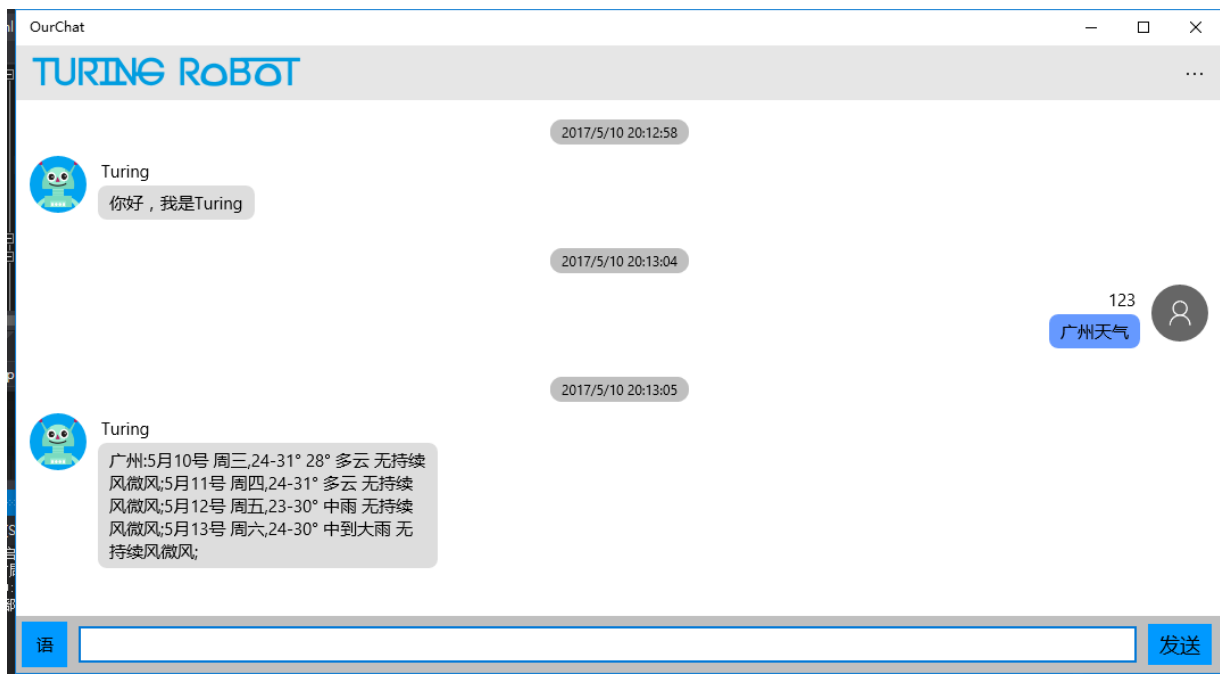 OurChat
TURING ROBOT
2017/5/10 20:12:58
Turing
你好，我是Turing
2017/5/10 20:13:04
123
广州天气
2017/5/10 20:13:05
Turing
广州:5月10号 周三,24-31° 28° 多云 无持续
风微风;5月11号 周四,24-31° 多云 无持续
风微风;5月12号 周五,23-30° 中雨 无持续
风微风;5月13号 周六,24-30° 中到大雨 无
持续风微风;
语
发送